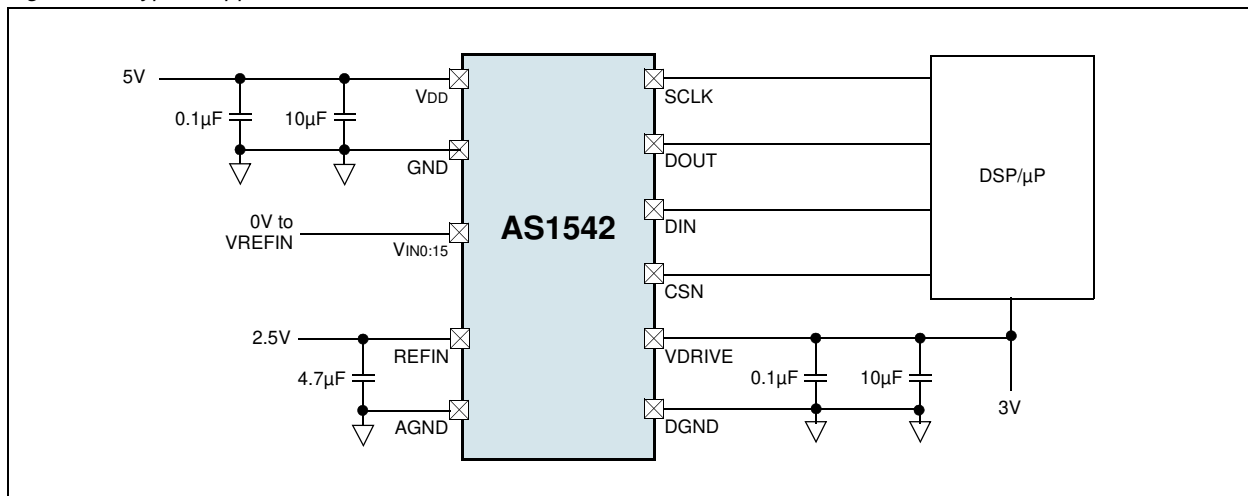 5V
0.1µF
10µF
VDD
GND
0V to
VREFIN
VIN0:15
2.5V
4.7µF
REFIN
AGND
AS1542
SCLK
DOUT
DIN
CSN
VDRIVE
DGND
DSP/µP
0.1µF
10µF
3V